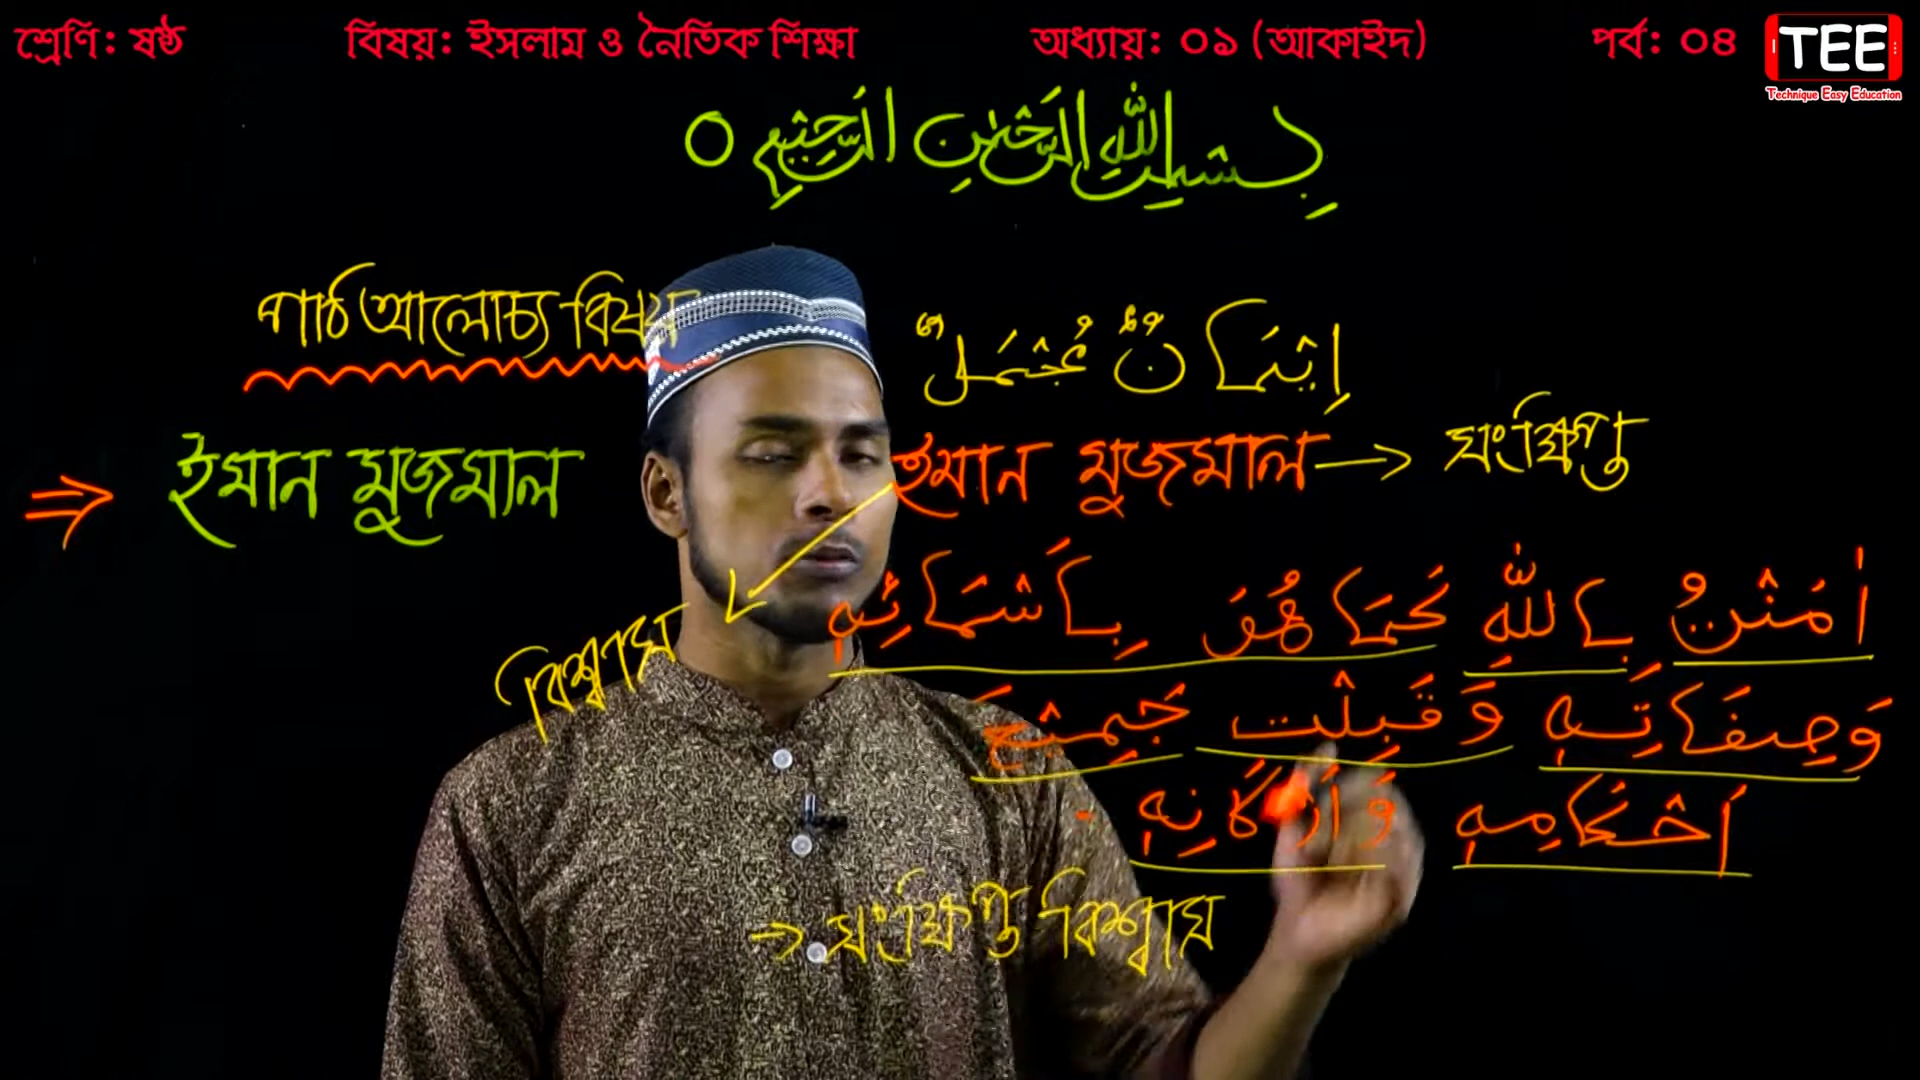 শ্রেণি: ষষ্ঠ বিষয়: ইসলাম ও নৈতিক শিক্ষা অধ্যায়: ০১ (আকাইদ) পর্ব: ০৪
TEE
Technique Easy Education
بِسْمِ اللّٰهِ الرَّحْمٰنِ الرَّحِيْمِ ০
পাঠ আলোচ্য বিষয়
اِيْمَانٌ مُجْمَلٌ
⇒ ইমান মুজমাল
ইমান মুজমাল → সংক্ষিপ্ত
বিশ্বাস
اٰمَنْتُ بِاللّٰهِ كَمَا هُوَ بِاَسْمَائِهٖ
وَصِفَاتِهٖ وَقَبِلْتُ جَمِيْعَ
اَحْكَامِهٖ وَاَرْكَانِهٖ
→ সংক্ষিপ্ত বিশ্বাস